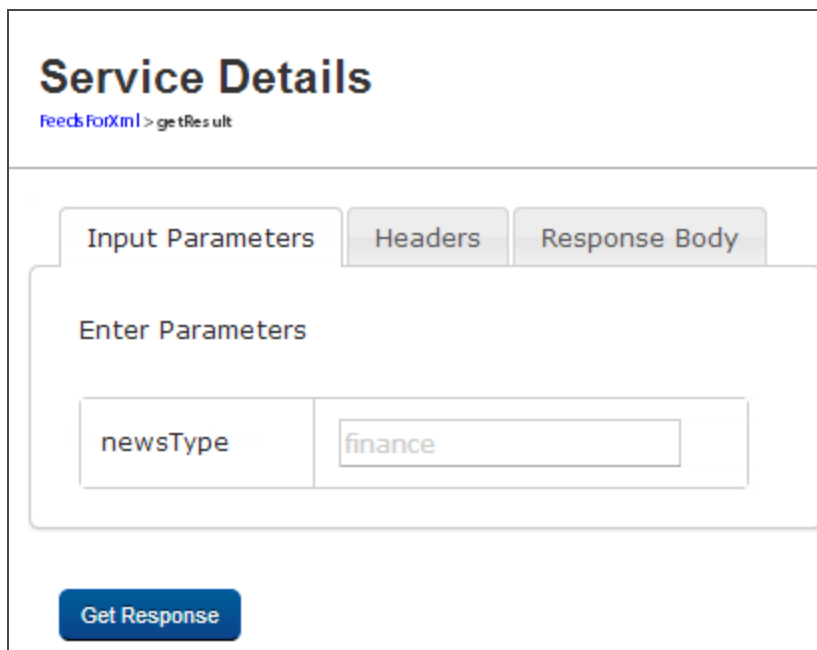 Service Details
FeedsForXml > getResult
Input Parameters Headers Response Body
Enter Parameters
newsType finance
Get Response